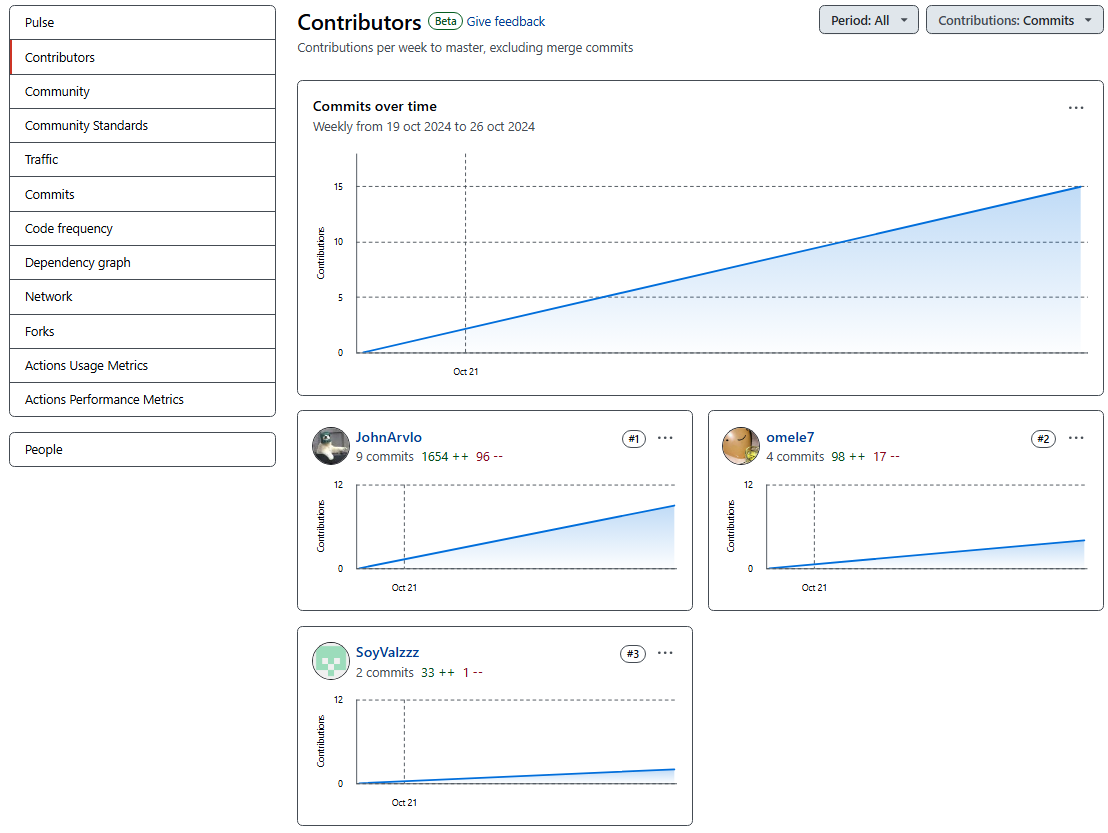 Pulse
Contributors
Community
Community Standards
Traffic
Commits
Code frequency
Dependency graph
Network
Forks
Actions Usage Metrics
Actions Performance Metrics
People
Contributors Beta Give feedback
Period: All
Contributions: Commits
Contributions per week to master, excluding merge commits
Commits over time
Weekly from 19 oct 2024 to 26 oct 2024
Contributions
15
10
5
0
Oct 21
JohnArvlo
#1
9 commits 1654 ++ 96 --
Contributions
12
0
Oct 21
omele7
#2
4 commits 98 ++ 17 --
Contributions
12
0
Oct 21
SoyValzzz
#3
2 commits 33 ++ 1 --
Contributions
12
0
Oct 21